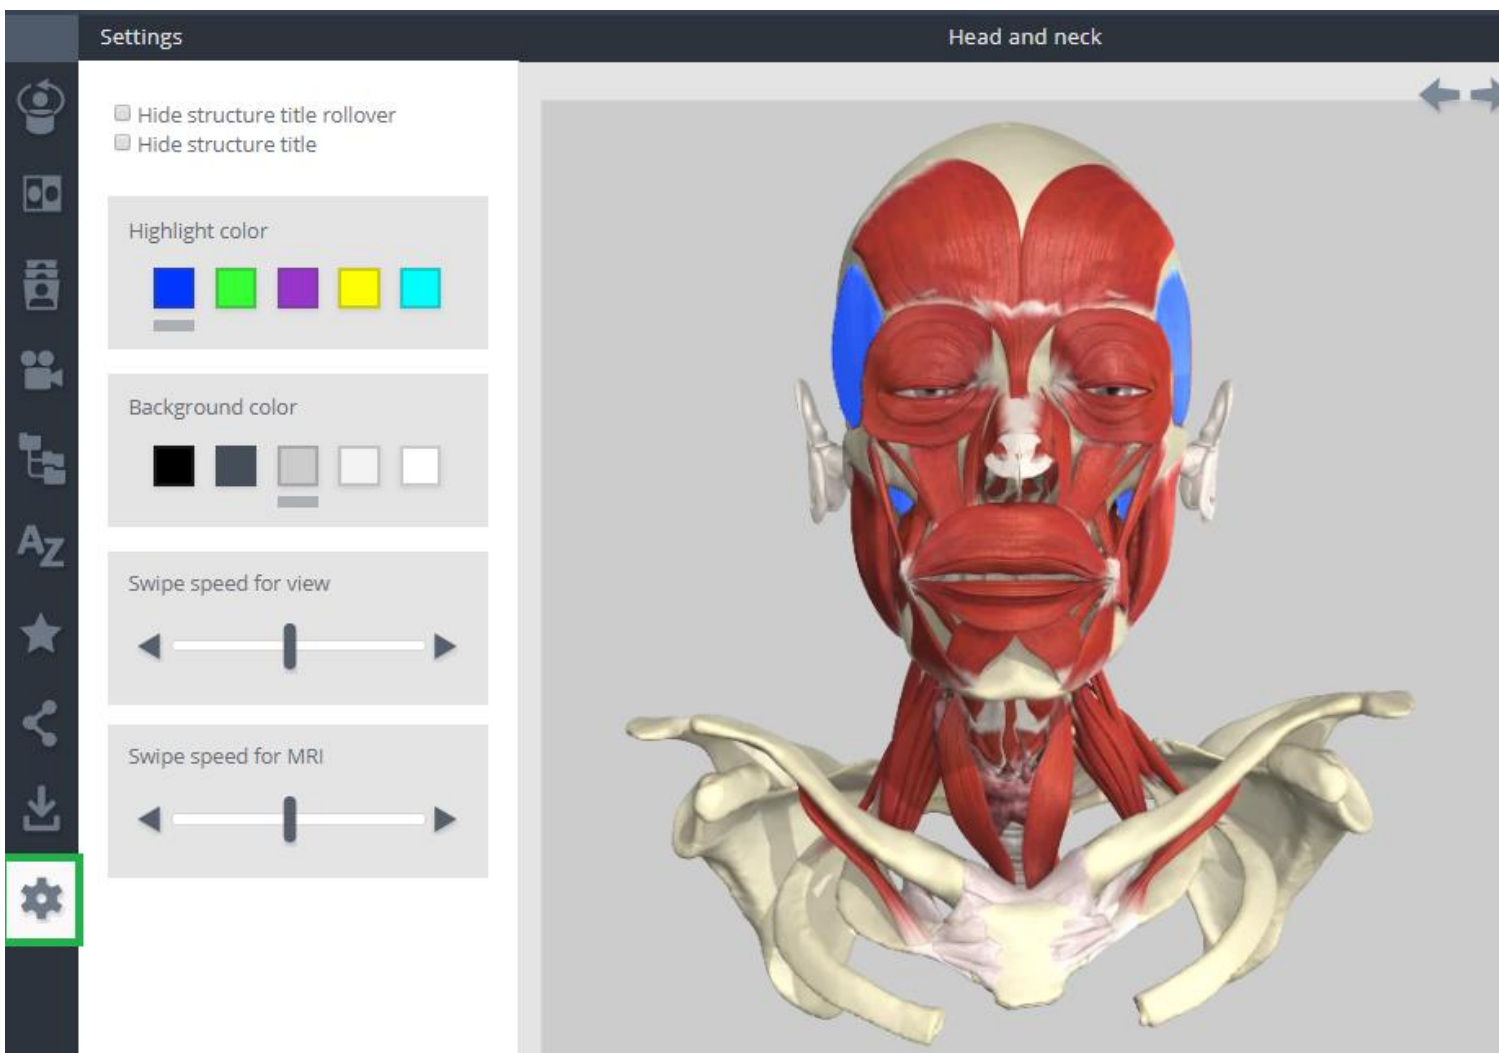 Settings
Head and neck
Hide structure title rollover
Hide structure title
Highlight color
Background color
Swipe speed for view
Swipe speed for MRI
AZ